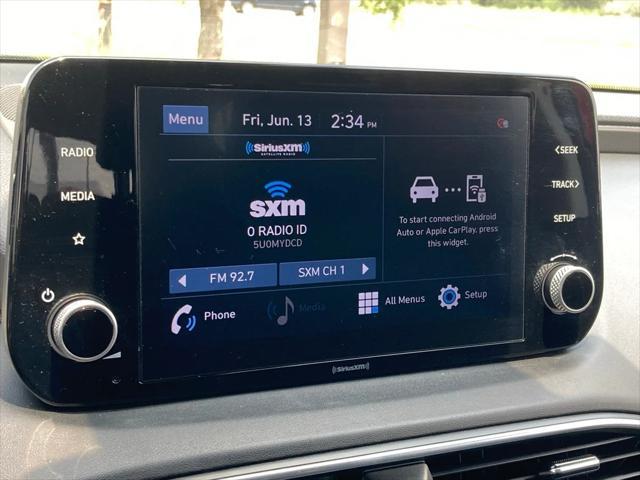 Menu Fri, Jun. 13 2:34 PM
RADIO
MEDIA
((SiriusXM))
SATELLITE RADIO
sxm
0 RADIO ID
5U0MYDCD
FM 92.7 SXM CH 1
To start connecting Android
Auto or Apple CarPlay, press
this widget.
Phone Media All Menus Setup
<SEEK
TRACK>
SETUP
((SiriusXM))